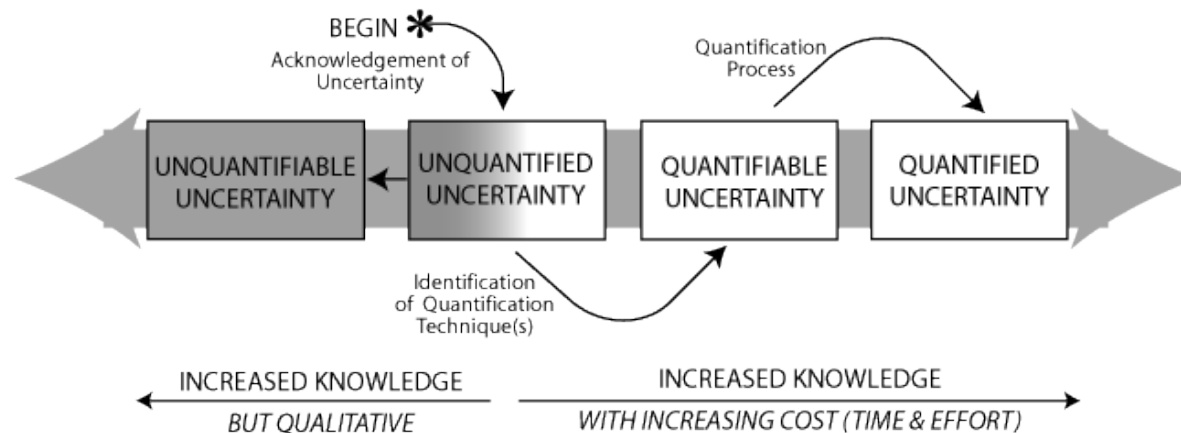 BEGIN *
Acknowledgement of
Uncertainty
Quantification
Process
UNQUANTIFIABLE
UNCERTAINTY
UNQUANTIFIED
UNCERTAINTY
QUANTIFIABLE
UNCERTAINTY
QUANTIFIED
UNCERTAINTY
Identification
of Quantification
Technique(s)
INCREASED KNOWLEDGE
BUT QUALITATIVE
INCREASED KNOWLEDGE
WITH INCREASING COST (TIME & EFFORT)